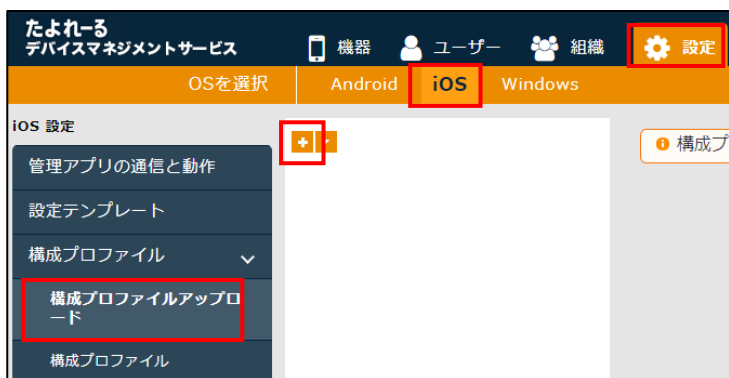 たよれーる
デバイスマネジメントサービス
機器 ユーザー 組織 設定
OSを選択 Android iOS Windows
iOS 設定
管理アプリの通信と動作
設定テンプレート
構成プロファイル
構成プロファイルアップロ
ード
構成プロファイル
構成プ